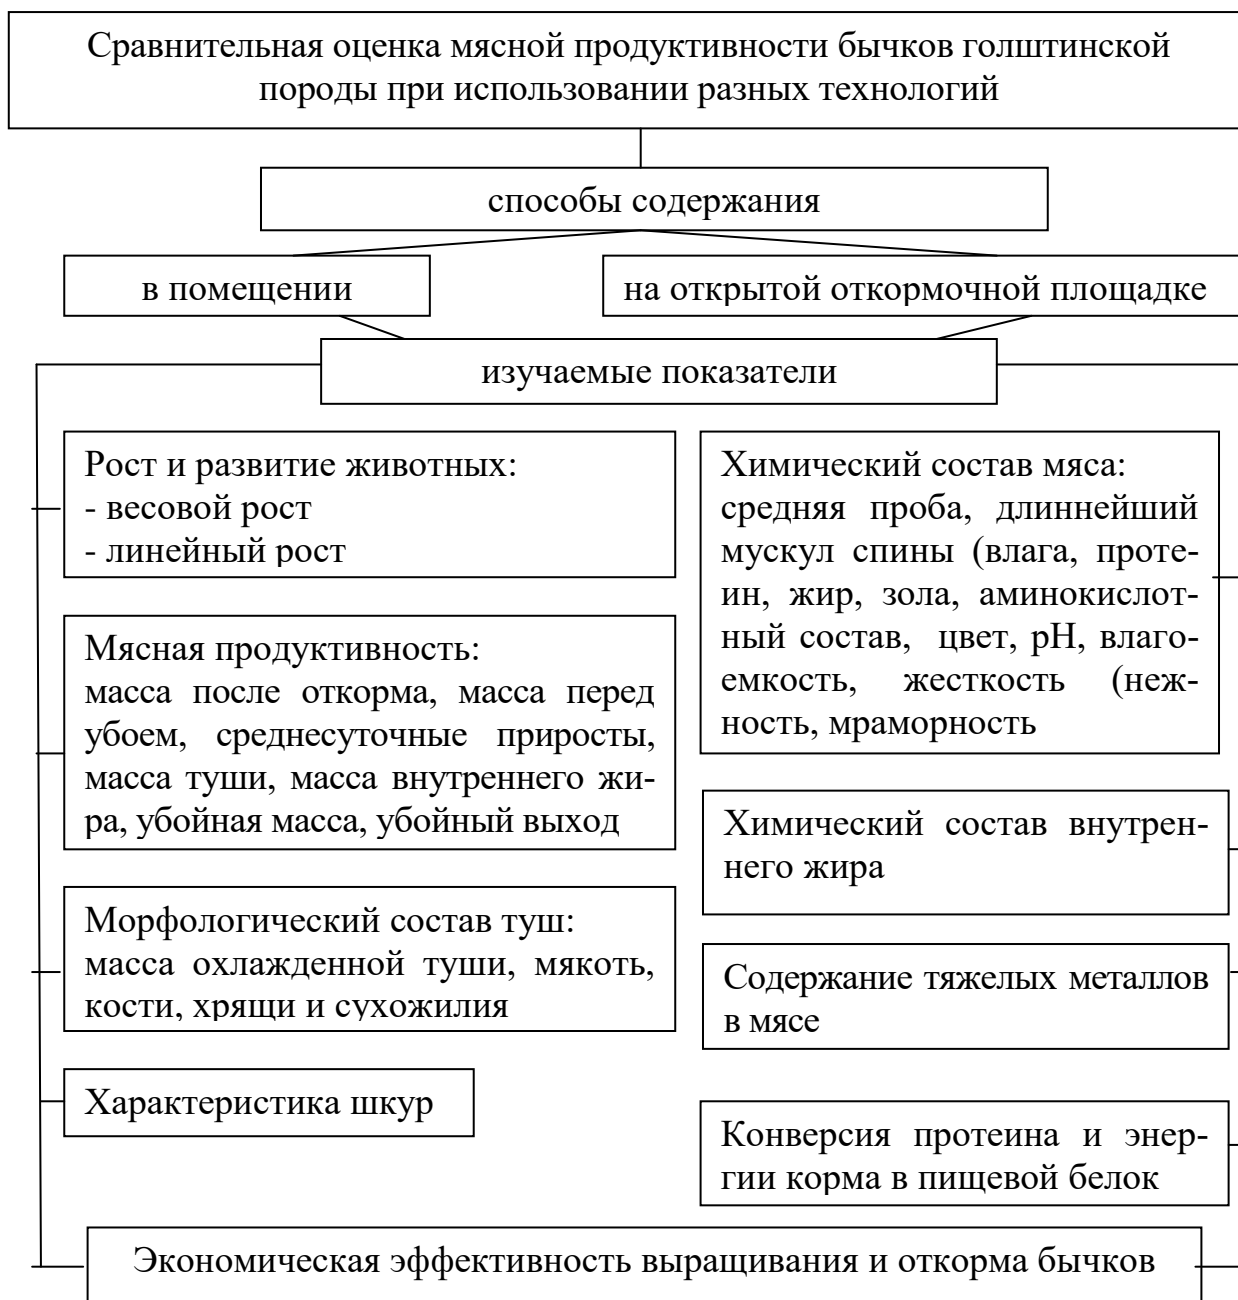 Сравнительная оценка мясной продуктивности бычков голштинской
породы при использовании разных технологий
способы содержания
в помещении
на открытой откормочной площадке
изучаемые показатели
Рост и развитие животных:
- весовой рост
- линейный рост
Мясная продуктивность:
масса после откорма, масса перед
убоем, среднесуточные приросты,
масса туши, масса внутреннего жи-
ра, убойная масса, убойный выход
Морфологический состав туш:
масса охлажденной туши, мякоть,
кости, хрящи и сухожилия
Характеристика шкур
Химический состав мяса:
средняя проба, длиннейший
мускул спины (влага, проте-
ин, жир, зола, аминокислот-
ный состав, цвет, pH, влаго-
емкость, жесткость (неж-
ность, мраморность
Химический состав внутрен-
него жира
Содержание тяжелых металлов
в мясе
Конверсия протеина и энер-
гии корма в пищевой белок
Экономическая эффективность выращивания и откорма бычков